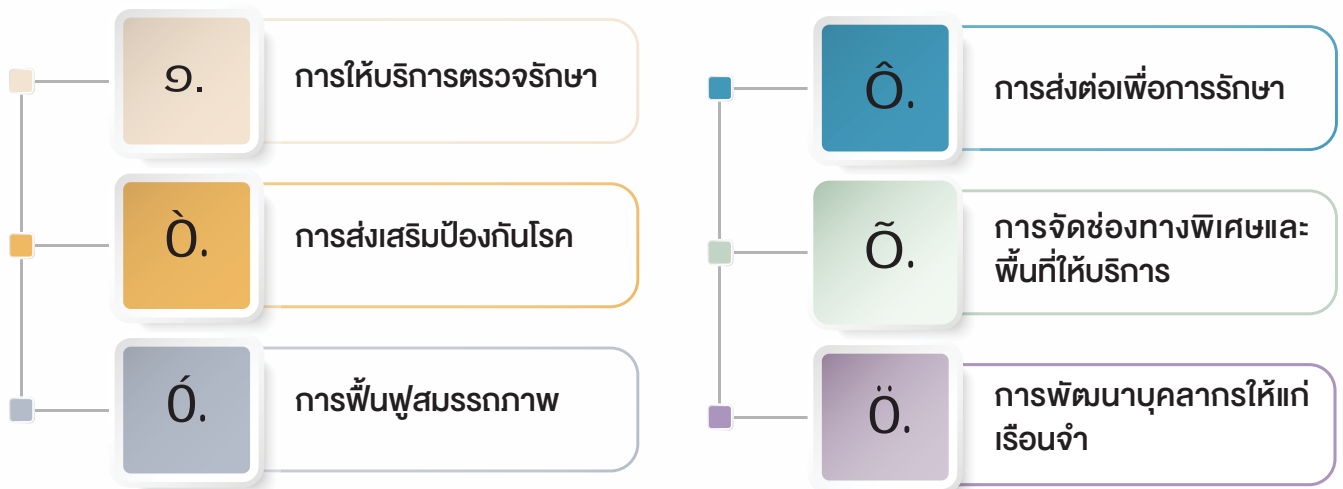 ๑.
การให้บริการตรวจรักษา
Ò.
การส่งเสริมป้องกันโรค
Ó.
การฟื้นฟูสมรรถภาพ
Ô.
การส่งต่อเพื่อการรักษา
Õ.
การจัดช่องทางพิเศษและ
พื้นที่ให้บริการ
Ö.
การพัฒนาบุคลากรให้แก่
เรือนจำ